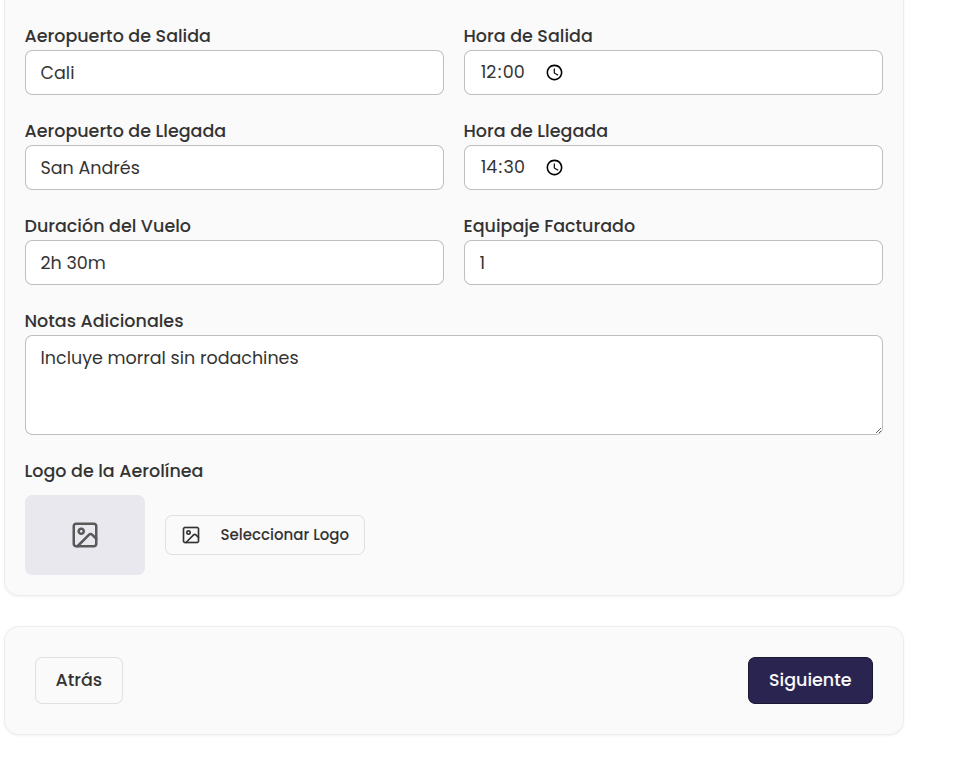 Aeropuerto de Salida
Hora de Salida
Cali
12:00
Aeropuerto de Llegada
Hora de Llegada
San Andrés
14:30
Duración del Vuelo
Equipaje Facturado
2h 30m
1
Notas Adicionales
Incluye morral sin rodachines
Logo de la Aerolínea
Seleccionar Logo
Atrás
Siguiente